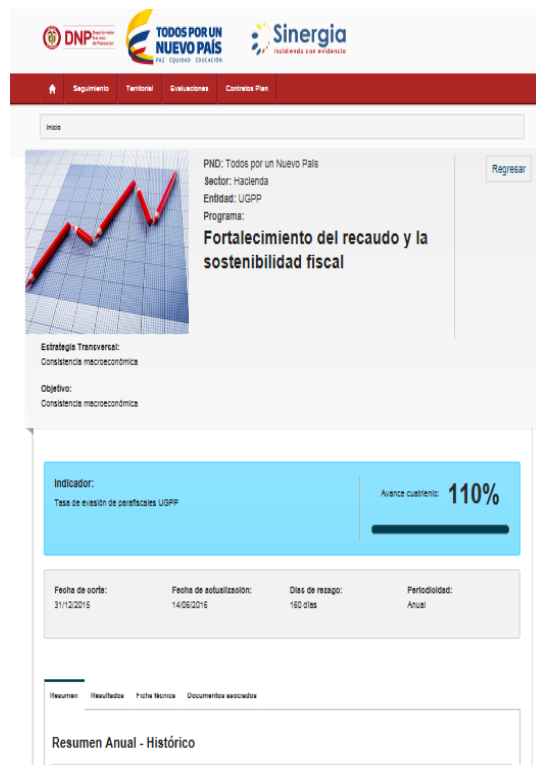 DNP Departamento Nacional de Planeación
TODOS POR UN
NUEVO PAÍS
PAZ EQUIDAD EDUCACIÓN
Sinergia
incidiendo con evidencia
Seguimiento Territorial Evaluaciones Contratos Plan
Inicio
PND: Todos por un Nuevo País
Regresar
Sector: Hacienda
Entidad: UGPP
Programa:
Fortalecimiento del recaudo y la
sostenibilidad fiscal
Estrategia Transversal:
Consistencia macroeconómica
Objetivo:
Consistencia macroeconómica
Indicador:
Tasa de evasión de parafiscales UGPP
Avance cuatrienio: 110%
Fecha de corte: Fecha de actualización: Días de rezago: Periodicidad:
31/12/2015 14/06/2016 160 días Anual
Resumen Resultados Ficha técnica Documentos asociados
Resumen Anual - Histórico